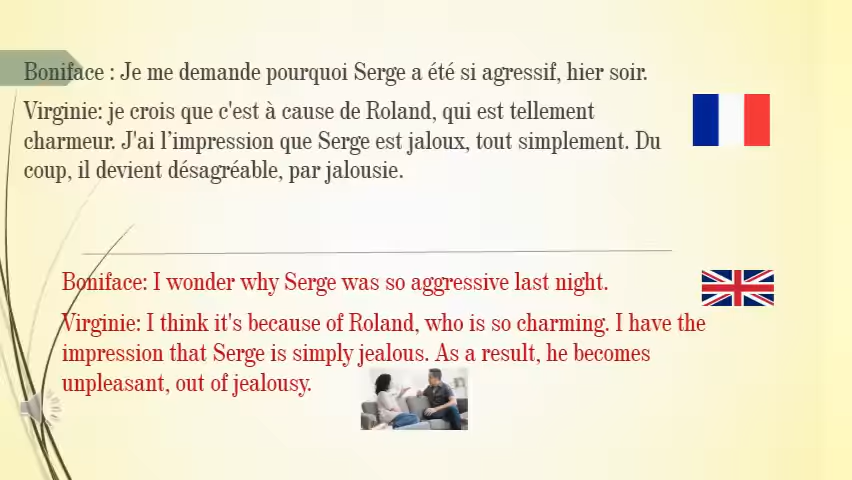 Boniface : Je me demande pourquoi Serge a été si agressif, hier soir.
Virginie: je crois que c'est à cause de Roland, qui est tellement
charmeur. J'ai l’impression que Serge est jaloux, tout simplement. Du
coup, il devient désagréable, par jalousie.
Boniface: I wonder why Serge was so aggressive last night.
Virginie: I think it's because of Roland, who is so charming. I have the
impression that Serge is simply jealous. As a result, he becomes
unpleasant, out of jealousy.